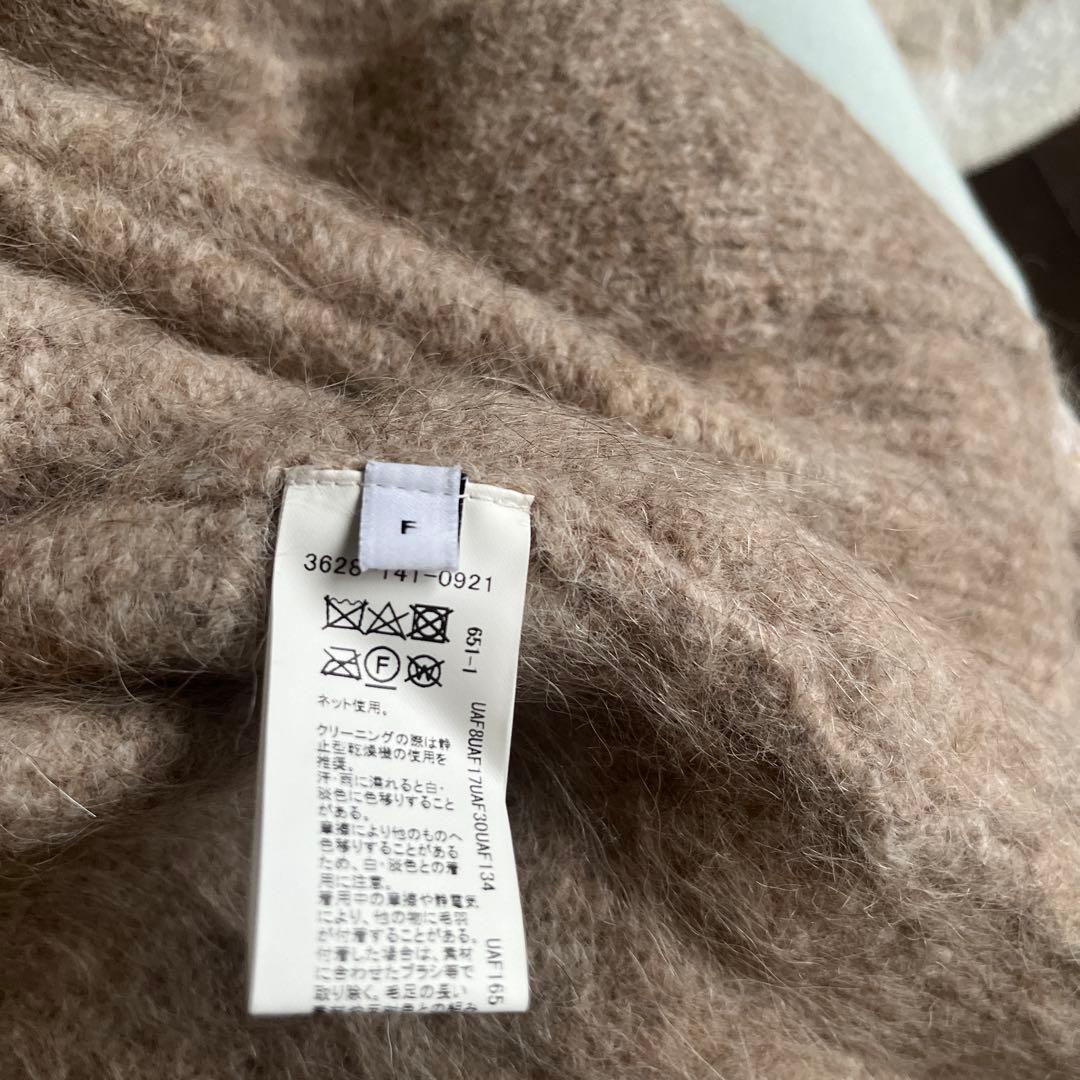 F
3628-141-0921
F W
ネット使用。
クリーニングの際は静
止型乾燥機の使用を
推奨。
汗・雨に濡れると白・
淡色に色移りすること
がある。
摩擦により他のものへ
色移りすることがある
ため、白・淡色との着
用に注意。
着用中の摩擦や静電気
により、他の物に毛羽
が付着することがある。
付着した場合は、素材
に合わせたブラシ等で
取り除く。毛足の長い
651-1
UAF8UAF17UAF30UAF134
UAF165